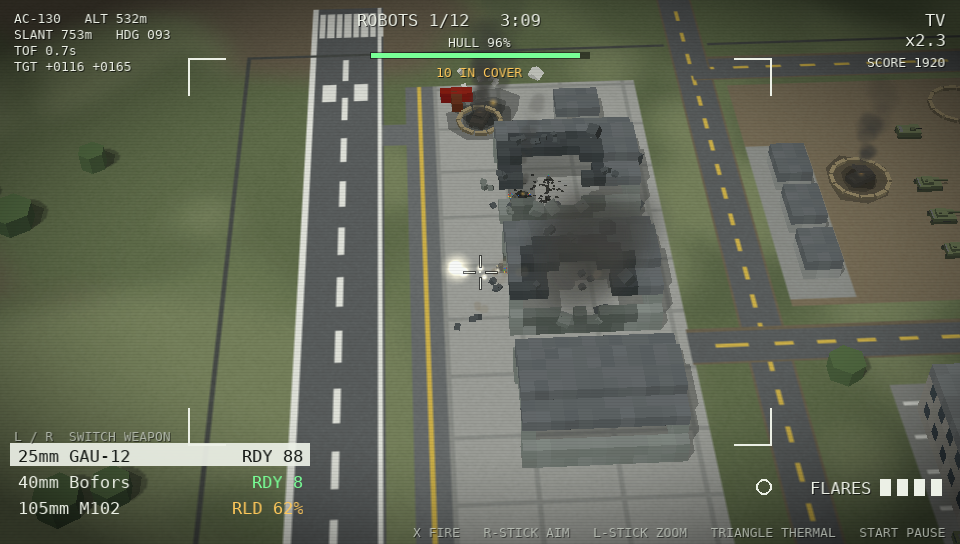 AC-130 ALT 532m
SLANT 753m HDG 093
TOF 0.7s
TGT +0116 +0165
ROBOTS 1/12 3:09
HULL 96%
10 IN COVER
TV
x2.3
SCORE 1920
L / R SWITCH WEAPON
25mm GAU-12 RDY 88
40mm Bofors RDY 8
105mm M102 RLD 62%
FLARES
X FIRE R-STICK AIM L-STICK ZOOM TRIANGLE THERMAL START PAUSE